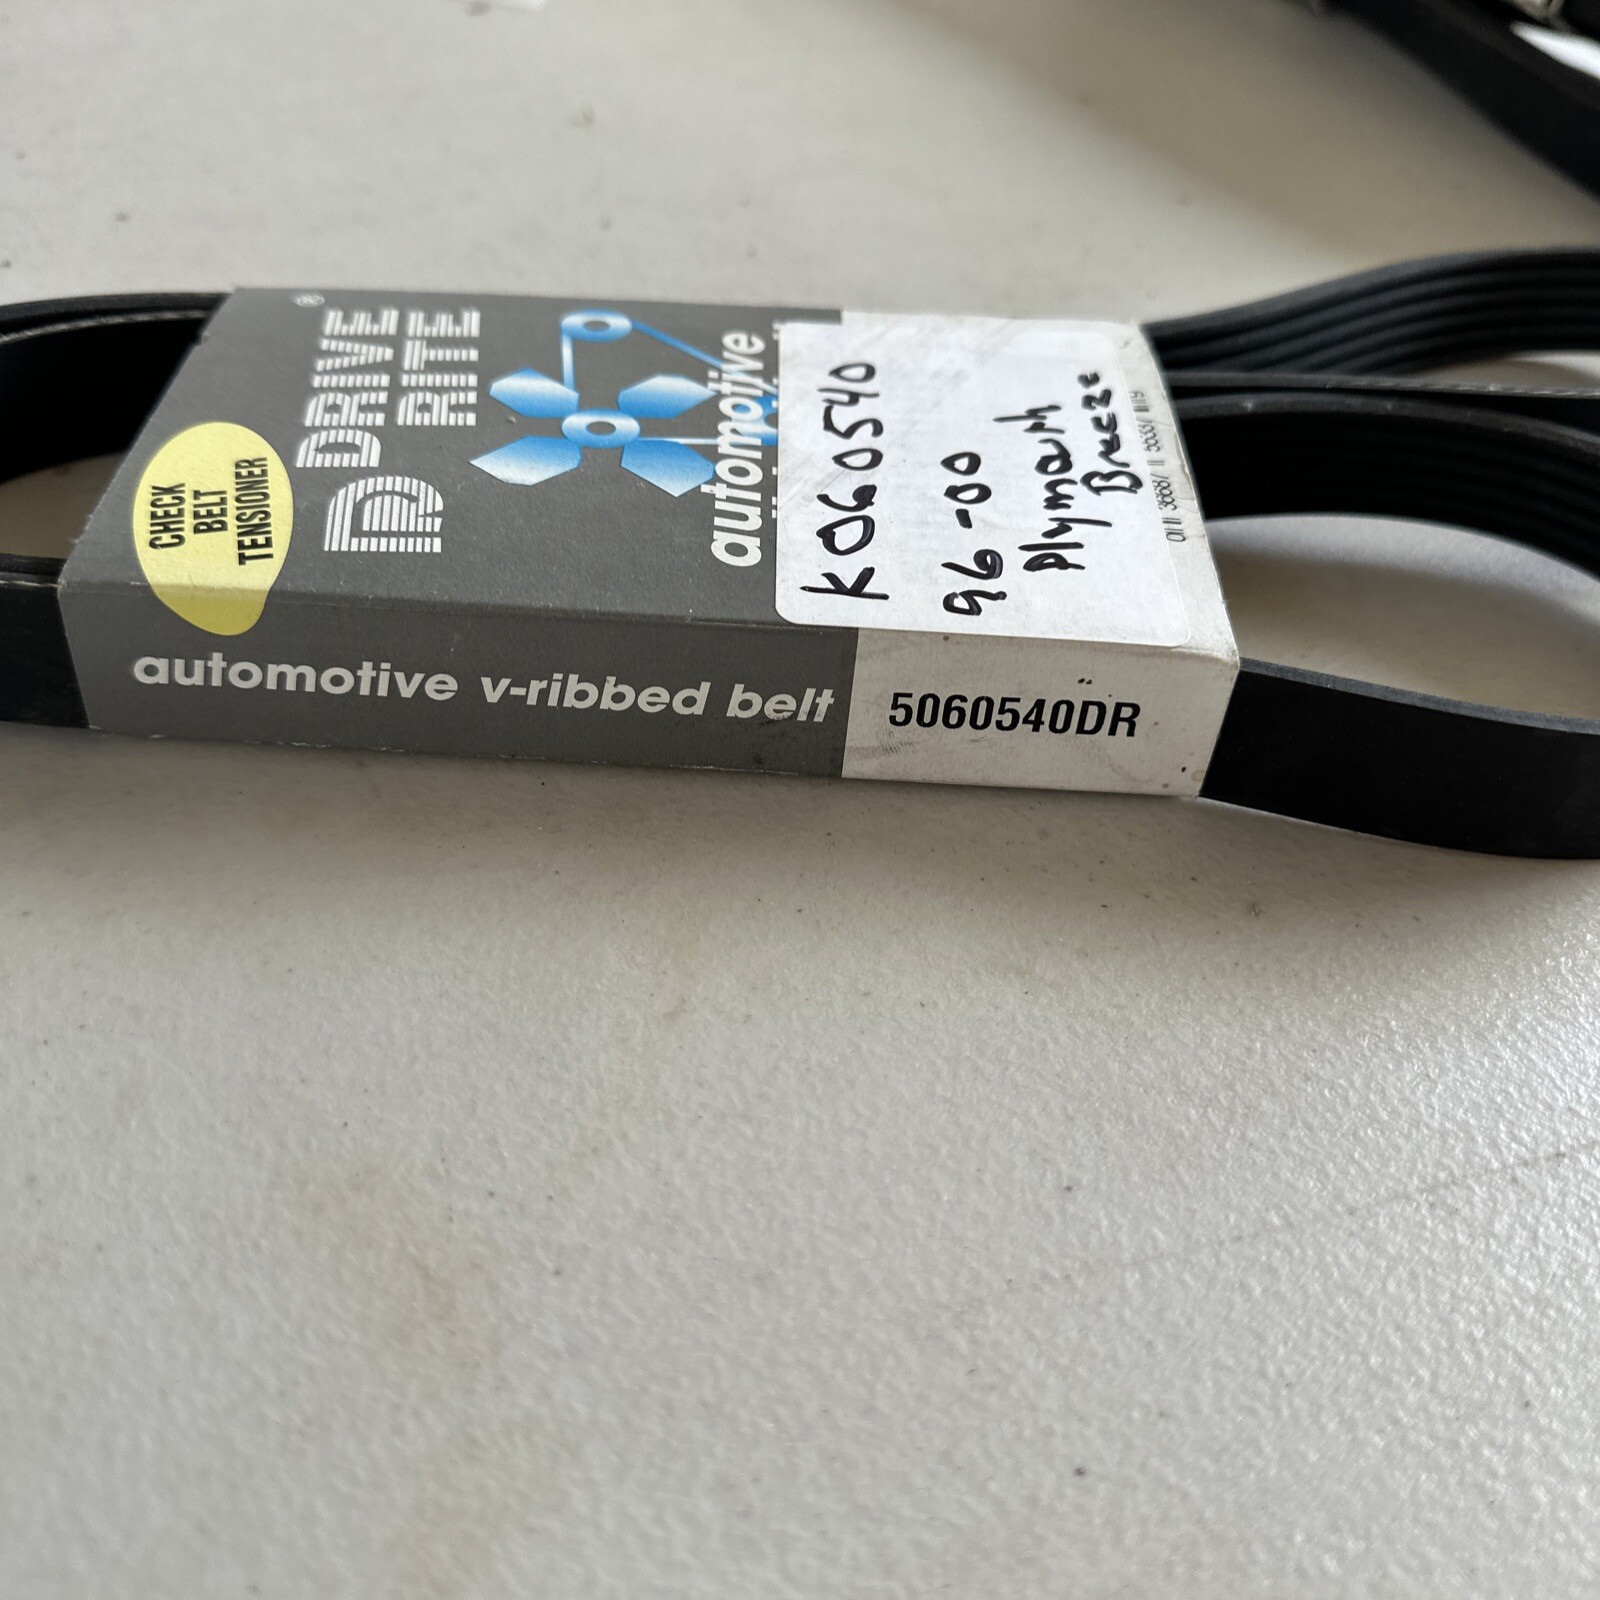 DRIVE
RITE
®
automotive
CHECK
BELT
TENSIONER
K060540
96-00
Plymouth
Breeze
automotive v-ribbed belt
5060540DR